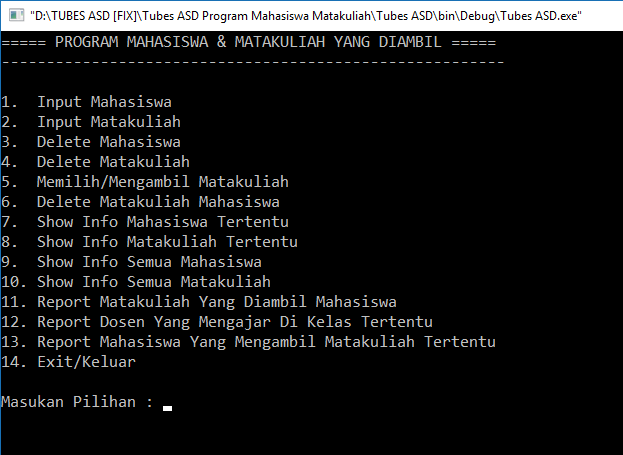 "D:\TUBES ASD [FIX]\Tubes ASD Program Mahasiswa Matakuliah\Tubes ASD\bin\Debug\Tubes ASD.exe"
===== PROGRAM MAHASISWA & MATAKULIAH YANG DIAMBIL =====
--------------------------------------------------------
1.  Input Mahasiswa
2.  Input Matakuliah
3.  Delete Mahasiswa
4.  Delete Matakuliah
5.  Memilih/Mengambil Matakuliah
6.  Delete Matakuliah Mahasiswa
7.  Show Info Mahasiswa Tertentu
8.  Show Info Matakuliah Tertentu
9.  Show Info Semua Mahasiswa
10. Show Info Semua Matakuliah
11. Report Matakuliah Yang Diambil Mahasiswa
12. Report Dosen Yang Mengajar Di Kelas Tertentu
13. Report Mahasiswa Yang Mengambil Matakuliah Tertentu
14. Exit/Keluar
Masukan Pilihan : _